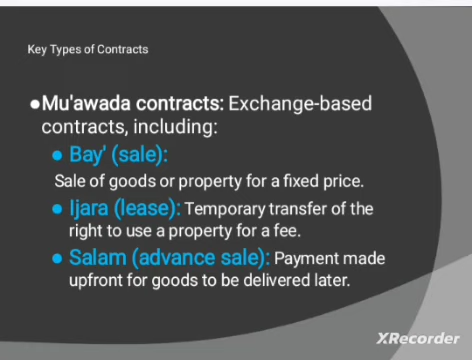 Key Types of Contracts
●Mu'awada contracts: Exchange-based
contracts, including:
● Bay' (sale):
Sale of goods or property for a fixed price.
● Ijara (lease): Temporary transfer of the
right to use a property for a fee.
● Salam (advance sale): Payment made
upfront for goods to be delivered later.
XRecorder